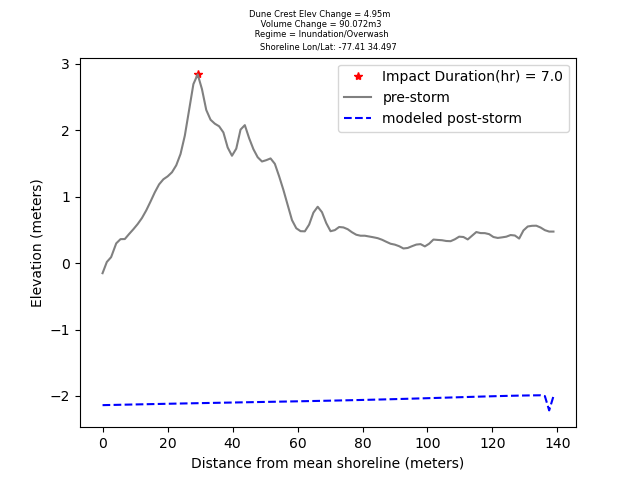 Dune Crest Elev Change = 4.95m
Volume Change = 90.072m3
Regime = Inundation/Overwash
Shoreline Lon/Lat: -77.41 34.497
Impact Duration(hr) = 7.0
pre-storm
modeled post-storm
Elevation (meters)
3
2
1
0
−1
−2
0 20 40 60 80 100 120 140
Distance from mean shoreline (meters)